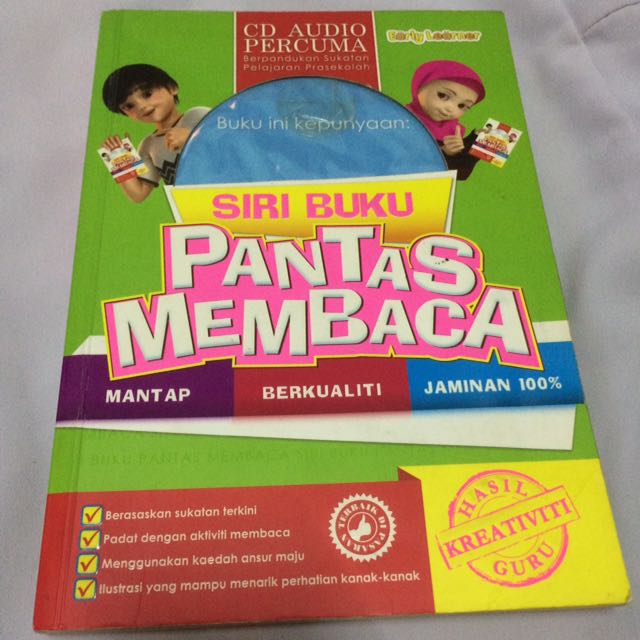 CD AUDIO
PERCUMA
Berpandukan Sukatan
Pelajaran Prasekolah
Early Learner
Buku ini kepunyaan:
SIRI BUKU
PANTAS
MEMBACA
MANTAP
BERKUALITI
JAMINAN 100%
BUKU PANTAS MEMBACA SIRI
Berasaskan sukatan terkini
Padat dengan aktiviti membaca
Menggunakan kaedah ansur maju
Ilustrasi yang mampu menarik perhatian kanak-kanak
TERBAIK DI PASARAN
HASIL
KREATIVITI
GURU